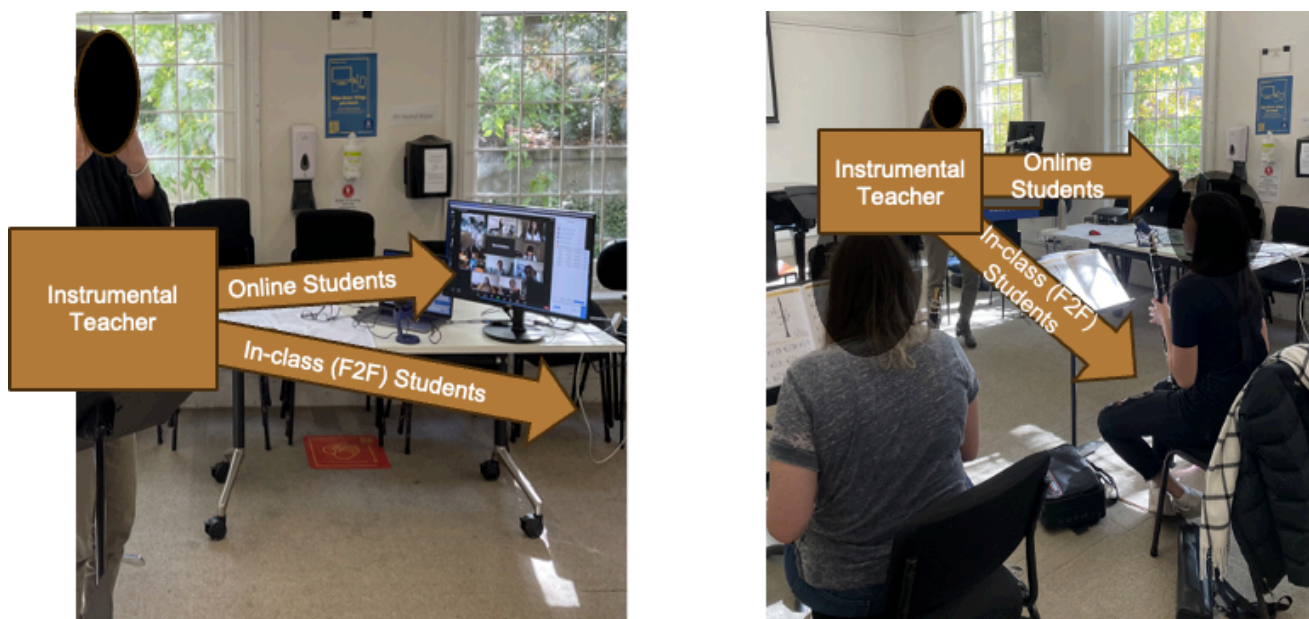 Instrumental
Teacher
Online Students
In-class (F2F) Students
Instrumental
Teacher
Online
Students
In-class (F2F)
Students